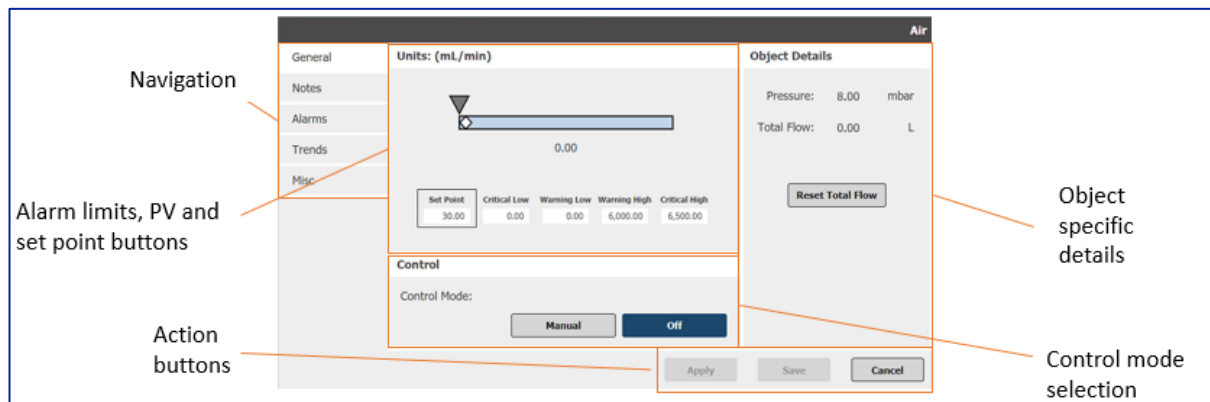 Air
General
Notes
Alarms
Trends
Misc
Units: (mL/min)
0.00
Set Point Critical Low Warning Low Warning High Critical High
30.00 0.00 0.00 6,000.00 6,500.00
Control
Control Mode:
Manual Off
Object Details
Pressure: 8.00 mbar
Total Flow: 0.00 L
Reset Total Flow
Apply Save Cancel
Navigation
Alarm limits, PV and
set point buttons
Action
buttons
Object
specific
details
Control mode
selection